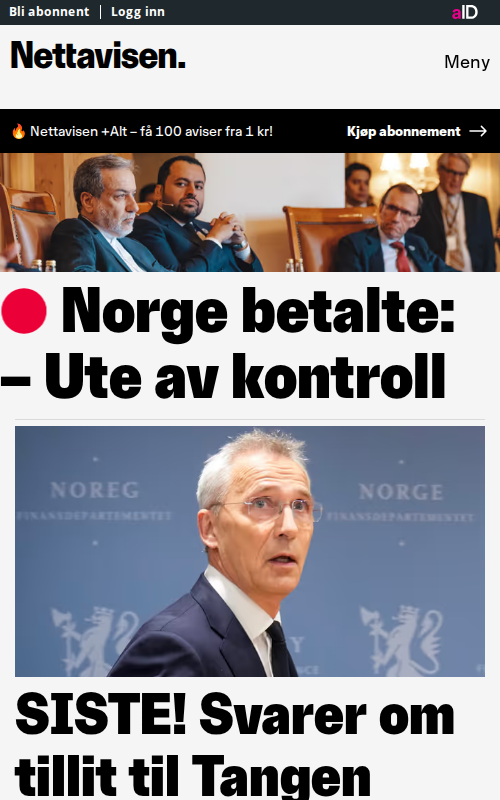 Bli abonnent | Logg inn
aID
Nettavisen.
Meny
🔥 Nettavisen +Alt – få 100 aviser fra 1 kr!
Kjøp abonnement →
Norge betalte:
– Ute av kontroll
NOREG
NORGE
FINANSDEPARTEMENTET
FINANSDEPARTEMENTET
SISTE! Svarer om
tillit til Tangen